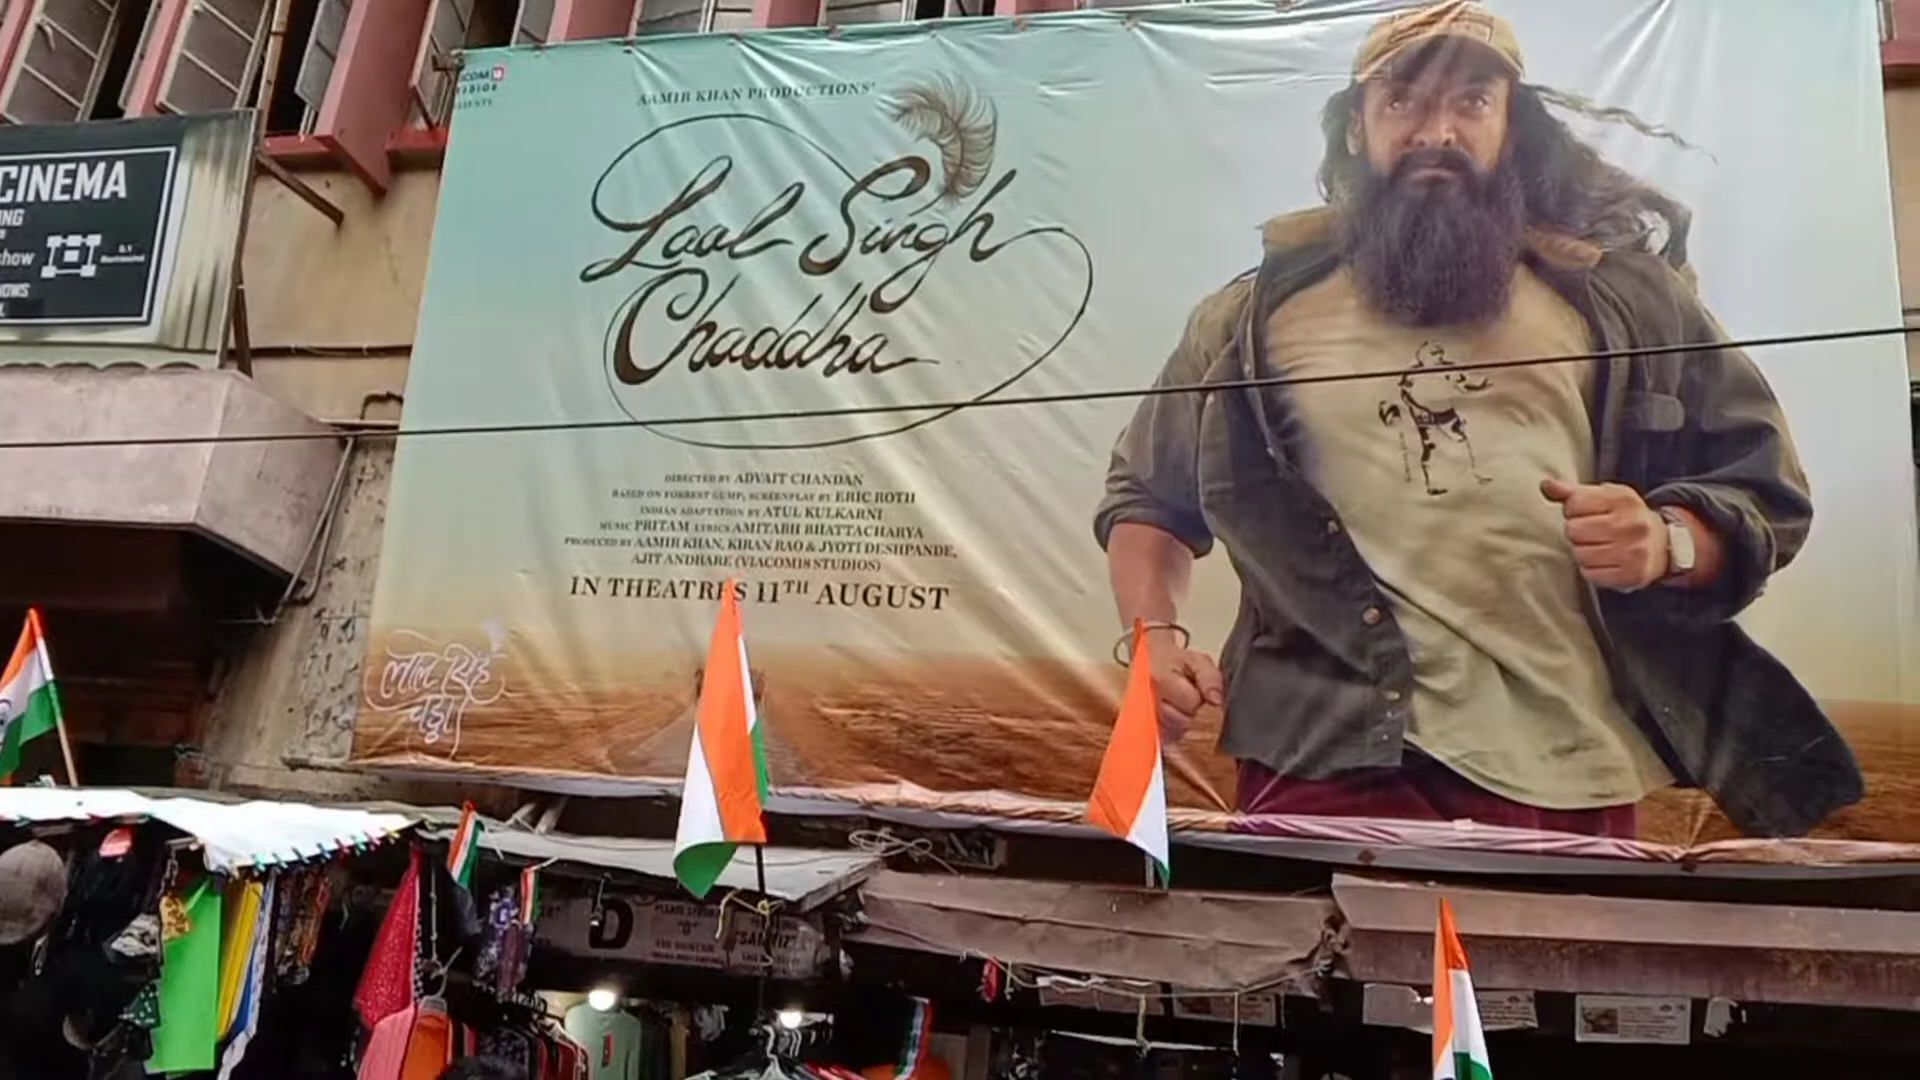 CINEMA
AAMIR KHAN PRODUCTIONS'
Laal Singh
Chaddha
DIRECTED BY ADVAIT CHANDAN
BASED ON FORREST GUMP, SCREENPLAY BY ERIC ROTH
INDIAN ADAPTATION BY ATUL KULKARNI
MUSIC PRITAM LYRICS AMITABH BHATTACHARYA
PRODUCED BY AAMIR KHAN, KIRAN RAO & JYOTI DESHPANDE,
AJIT ANDHARE (VIACOM18 STUDIOS)
IN THEATRES 11TH AUGUST
लाल सिंह
चड्ढा
D
"D"